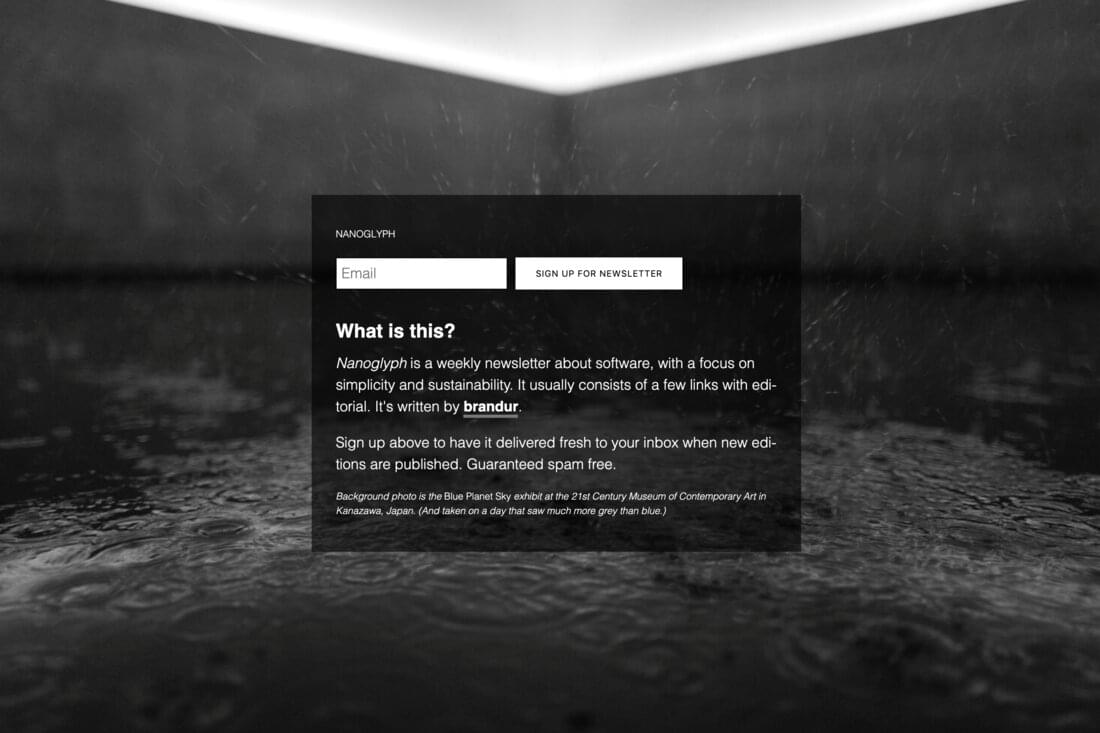 NANOGLYPH
Email
SIGN UP FOR NEWSLETTER
What is this?
Nanoglyph is a weekly newsletter about software, with a focus on
simplicity and sustainability. It usually consists of a few links with edi-
torial. It's written by brandur.
Sign up above to have it delivered fresh to your inbox when new edi-
tions are published. Guaranteed spam free.
Background photo is the Blue Planet Sky exhibit at the 21st Century Museum of Contemporary Art in
Kanazawa, Japan. (And taken on a day that saw much more grey than blue.)